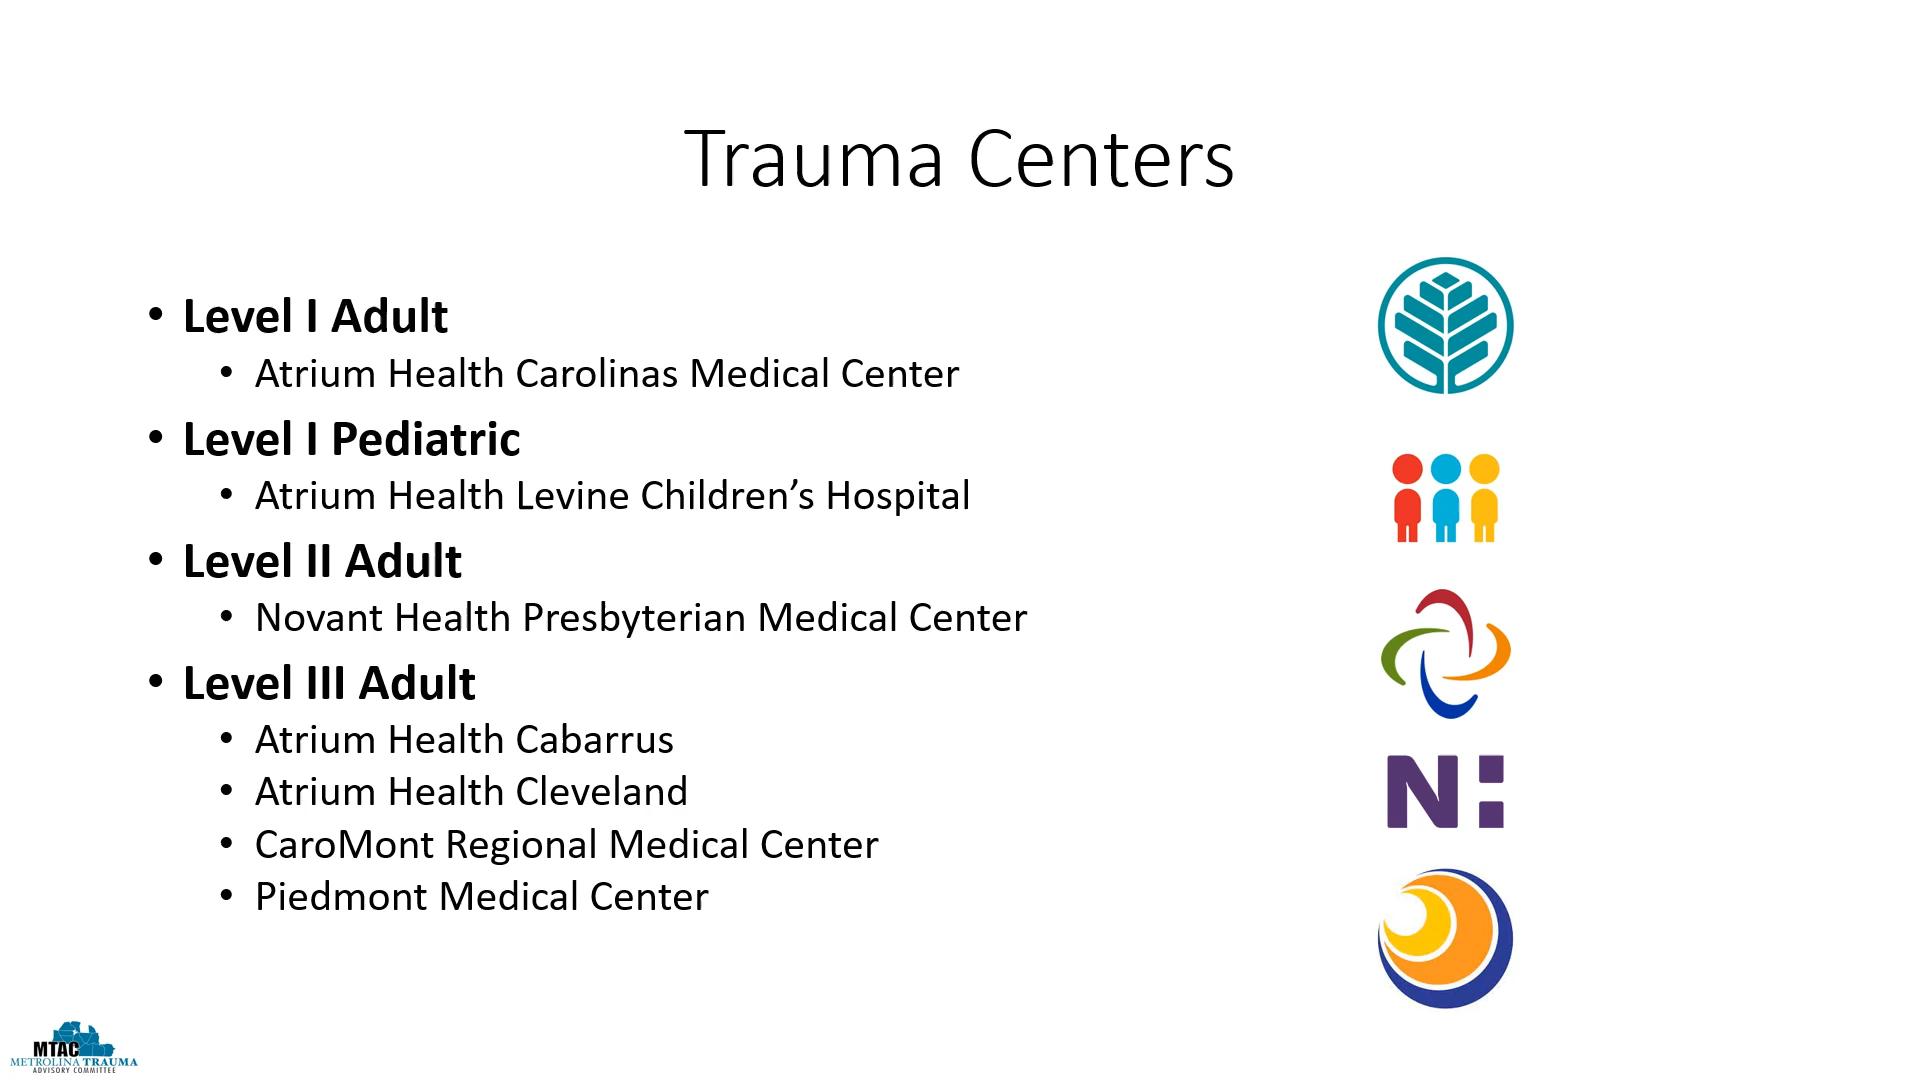 Trauma Centers
• Level I Adult
• Atrium Health Carolinas Medical Center
• Level I Pediatric
• Atrium Health Levine Children’s Hospital
• Level II Adult
• Novant Health Presbyterian Medical Center
• Level III Adult
• Atrium Health Cabarrus
• Atrium Health Cleveland
• CaroMont Regional Medical Center
• Piedmont Medical Center
N
MTAC
METROLINA TRAUMA
ADVISORY COMMITTEE